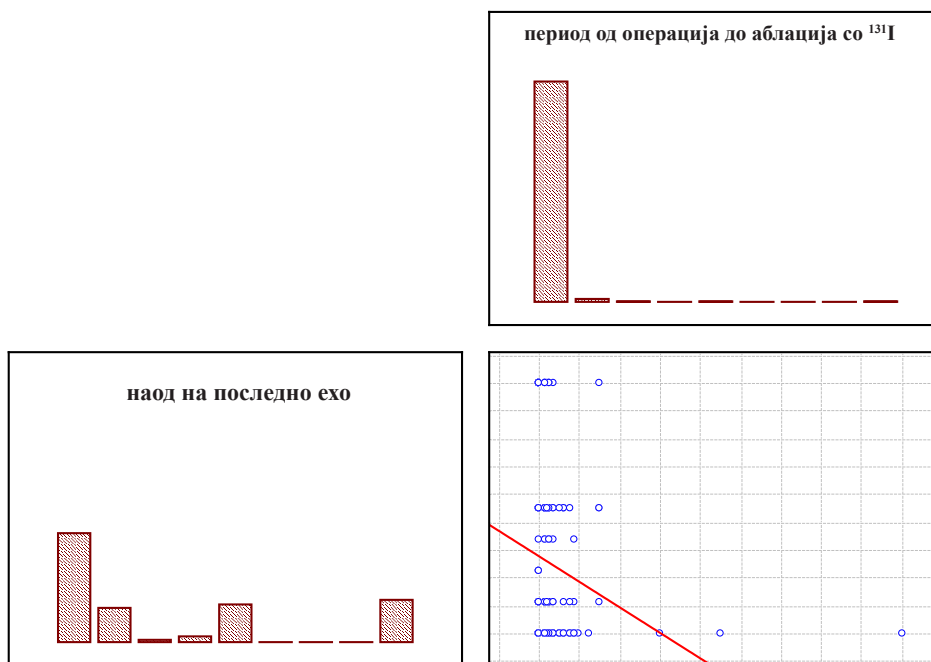 период од операција до аблација со ¹³¹I
наод на последно ехо